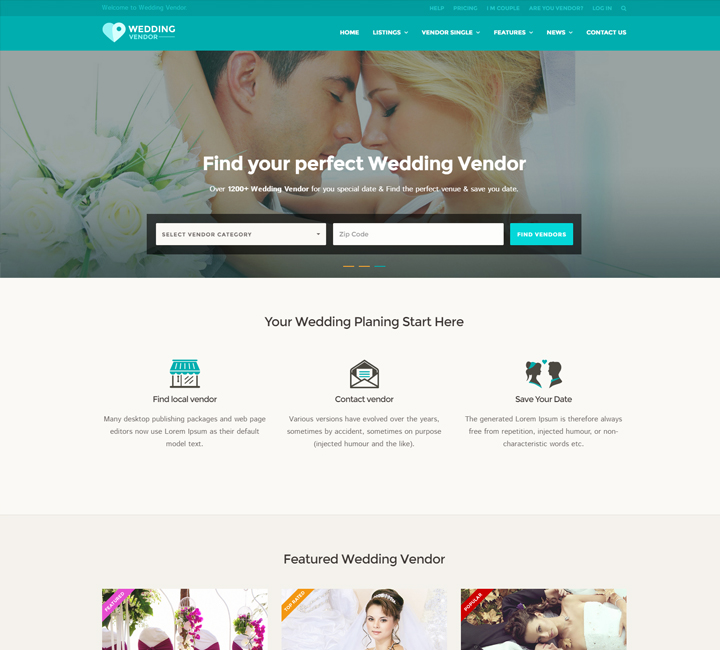 Welcome to Wedding Vendor
HELP PRICING I M COUPLE ARE YOU VENDOR? LOG IN
WEDDING
VENDOR
HOME LISTINGS VENDOR SINGLE FEATURES NEWS CONTACT US
Find your perfect Wedding Vendor
Over 1200+ Wedding Vendor for you special date & Find the perfect venue & save you date.
SELECT VENDOR CATEGORY Zip Code FIND VENDORS
Your Wedding Planing Start Here
Find local vendor
Many desktop publishing packages and web page
editors now use Lorem Ipsum as their default
model text.
Contact vendor
Various versions have evolved over the years,
sometimes by accident, sometimes on purpose
(injected humour and the like).
Save Your Date
The generated Lorem Ipsum is therefore always
free from repetition, injected humour, or non-
characteristic words etc.
Featured Wedding Vendor
FEATURED
TOP RATED
POPULAR